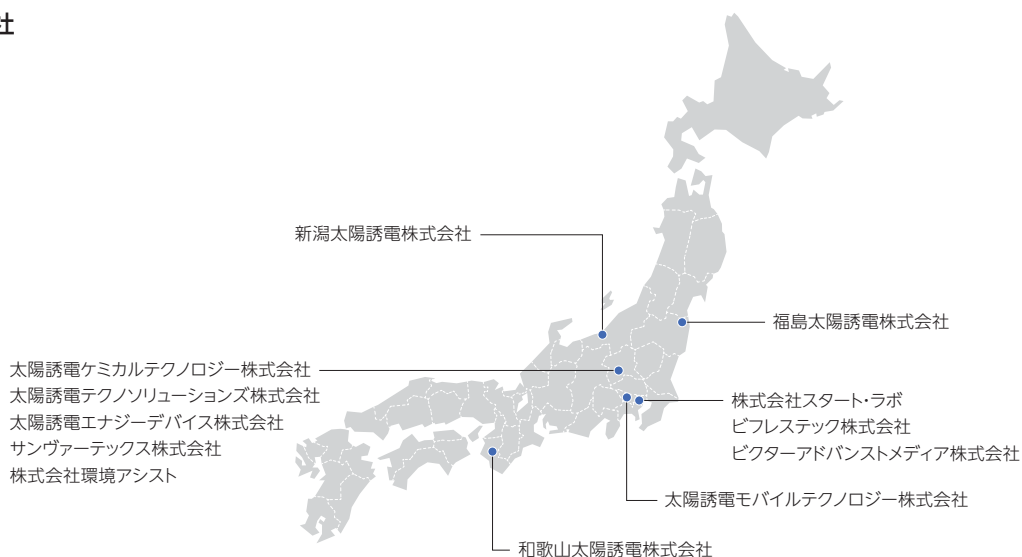 社
新潟太陽誘電株式会社
福島太陽誘電株式会社
太陽誘電ケミカルテクノロジー株式会社
太陽誘電テクノソリューションズ株式会社
太陽誘電エナジーデバイス株式会社
サンヴァーテックス株式会社
株式会社環境アシスト
株式会社スタート・ラボ
ビフレステック株式会社
ビクターアドバンストメディア株式会社
太陽誘電モバイルテクノロジー株式会社
和歌山太陽誘電株式会社